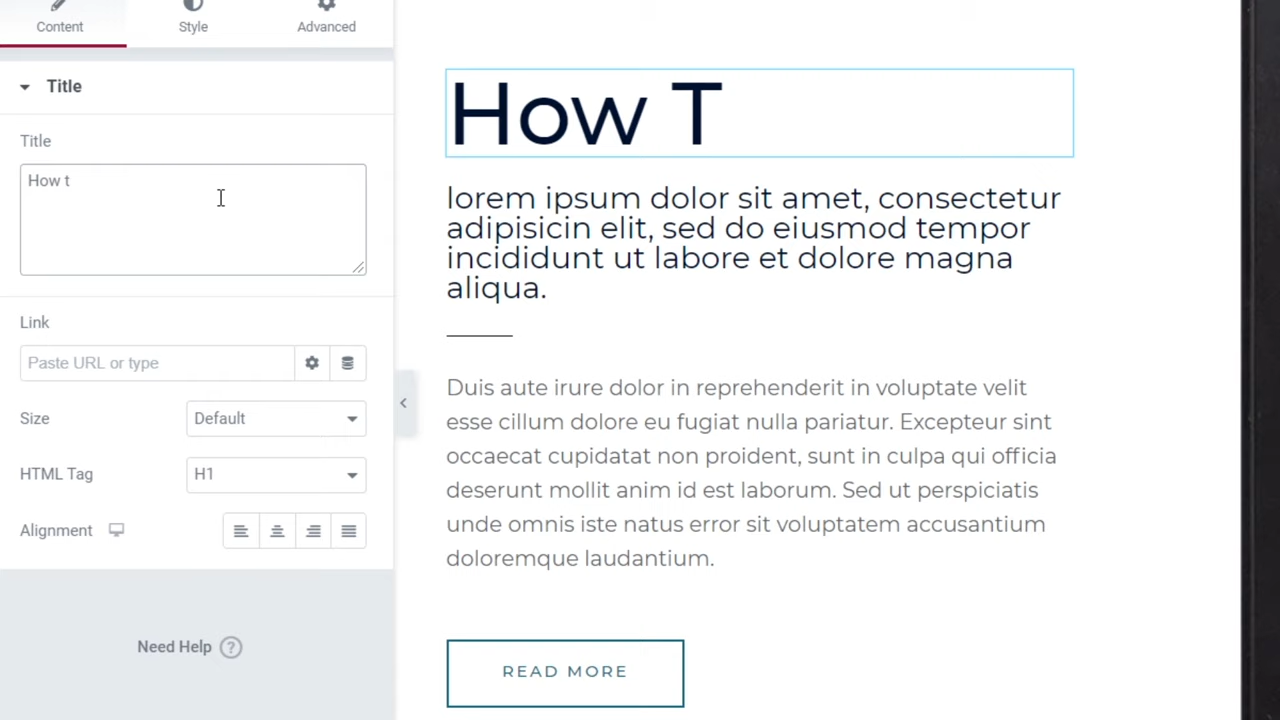 Content
Style
Advanced
Title
Title
How t
Link
Paste URL or type
Size
Default
HTML Tag
H1
Alignment
Need Help ?
How T
lorem ipsum dolor sit amet, consectetur
adipisicin elit, sed do eiusmod tempor
incididunt ut labore et dolore magna
aliqua.
Duis aute irure dolor in reprehenderit in voluptate velit
esse cillum dolore eu fugiat nulla pariatur. Excepteur sint
occaecat cupidatat non proident, sunt in culpa qui officia
deserunt mollit anim id est laborum. Sed ut perspiciatis
unde omnis iste natus error sit voluptatem accusantium
doloremque laudantium.
READ MORE